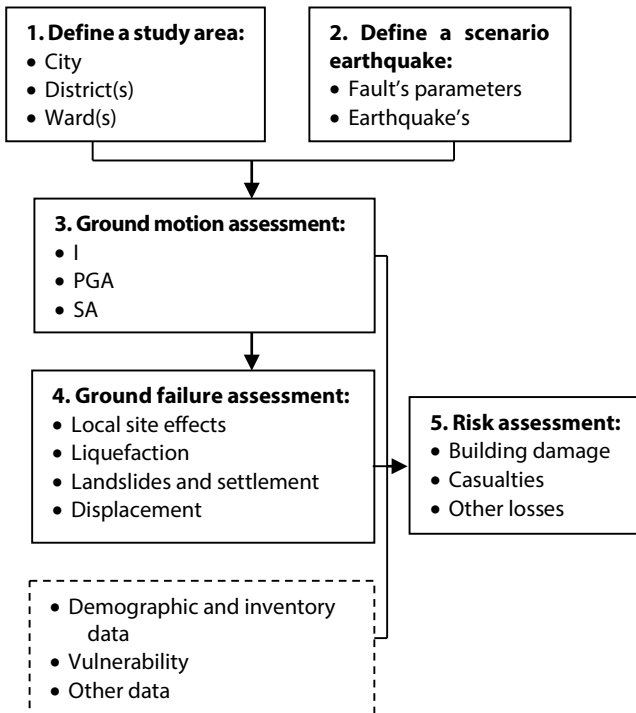 1. Define a study area:
• City
• District(s)
• Ward(s)
2. Define a scenario
earthquake:
• Fault's parameters
• Earthquake's
3. Ground motion assessment:
• I
• PGA
• SA
4. Ground failure assessment:
• Local site effects
• Liquefaction
• Landslides and settlement
• Displacement
5. Risk assessment:
• Building damage
• Casualties
• Other losses
• Demographic and inventory
data
• Vulnerability
• Other data